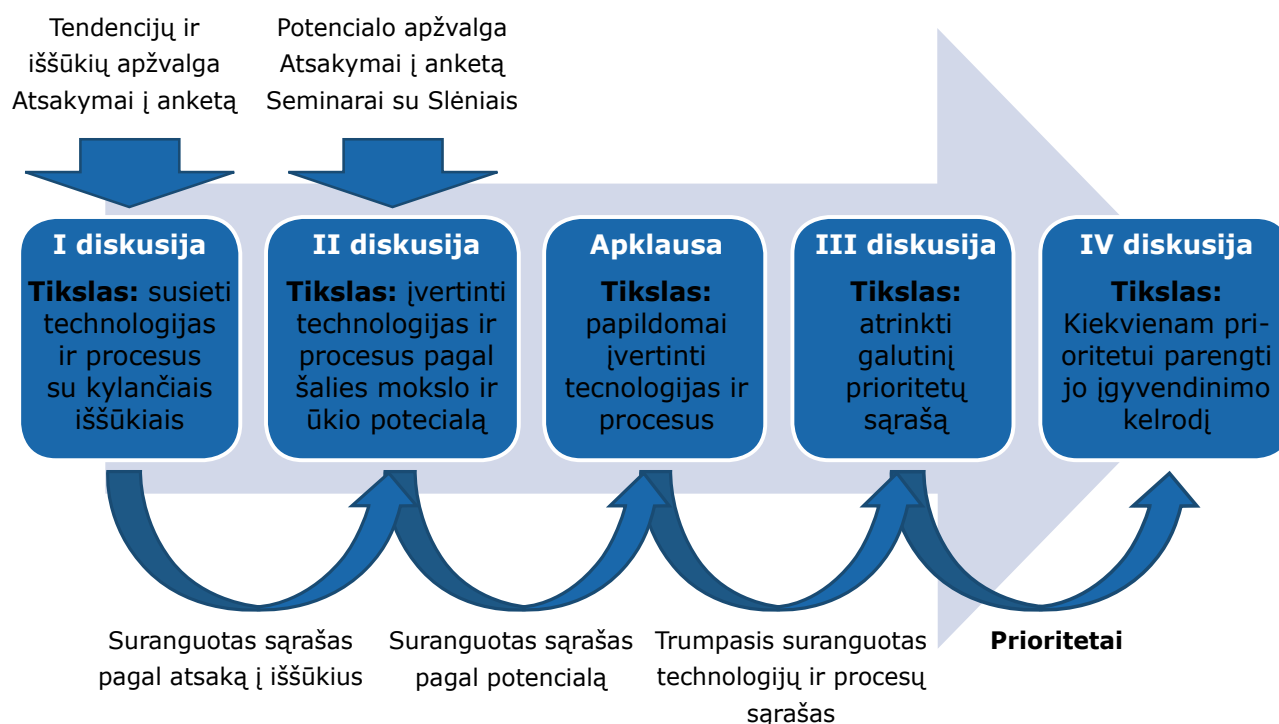 Tendencijų ir
iššūkių apžvalga
Atsakymai į anketą
Potencialo apžvalga
Atsakymai į anketą
Seminarai su Slėniais
I diskusija
Tikslas: susieti
technologijas
ir procesus
su kylančiais
iššūkiais
II diskusija
Tikslas: įvertinti
technologijas ir
procesus pagal
šalies mokslo ir
ūkio potecialą
Apklausa
Tikslas:
papildomai
įvertinti
tecnologijas ir
procesus
III diskusija
Tikslas:
atrinkti
galutinį
prioritetų
sąrašą
IV diskusija
Tikslas:
Kiekvienam pri-
oritetui parengti
jo įgyvendinimo
kelrodį
Suranguotas sąrašas
pagal atsaką į iššūkius
Suranguotas sąrašas
pagal potencialą
Trumpasis suranguotas
technologijų ir procesų
sąrašas
Prioritetai